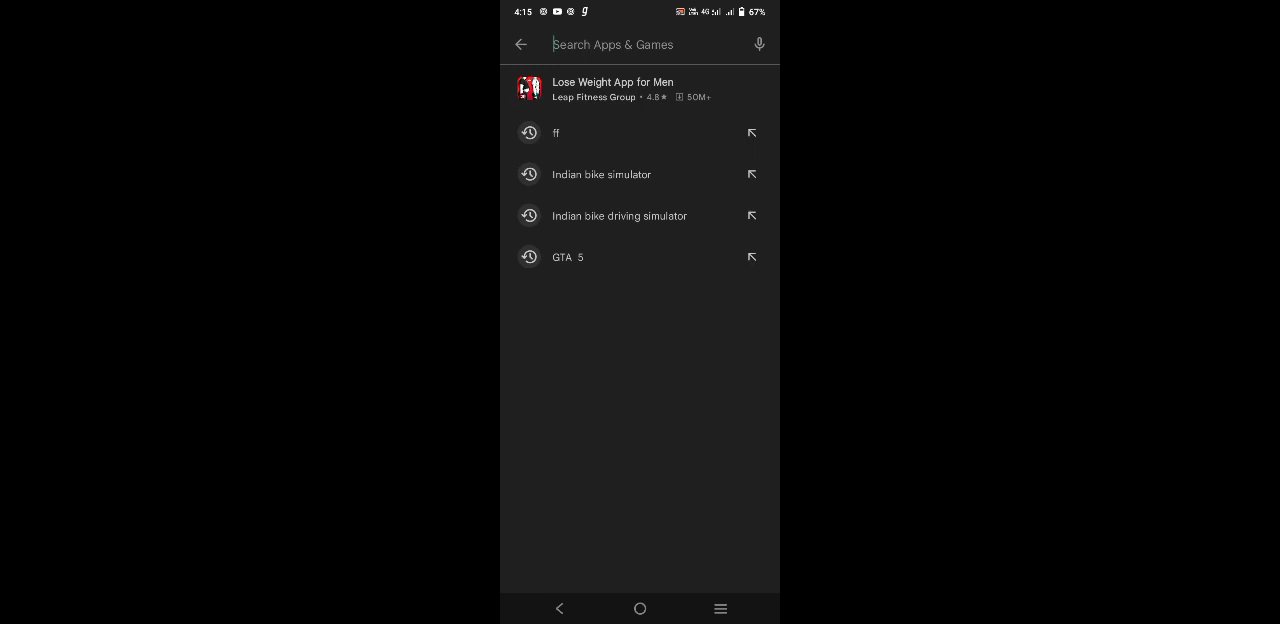 4:15 67%
4G
Search Apps & Games
Lose Weight App for Men
Leap Fitness Group • 4.8★ 50M+
ff
Indian bike simulator
Indian bike driving simulator
GTA 5